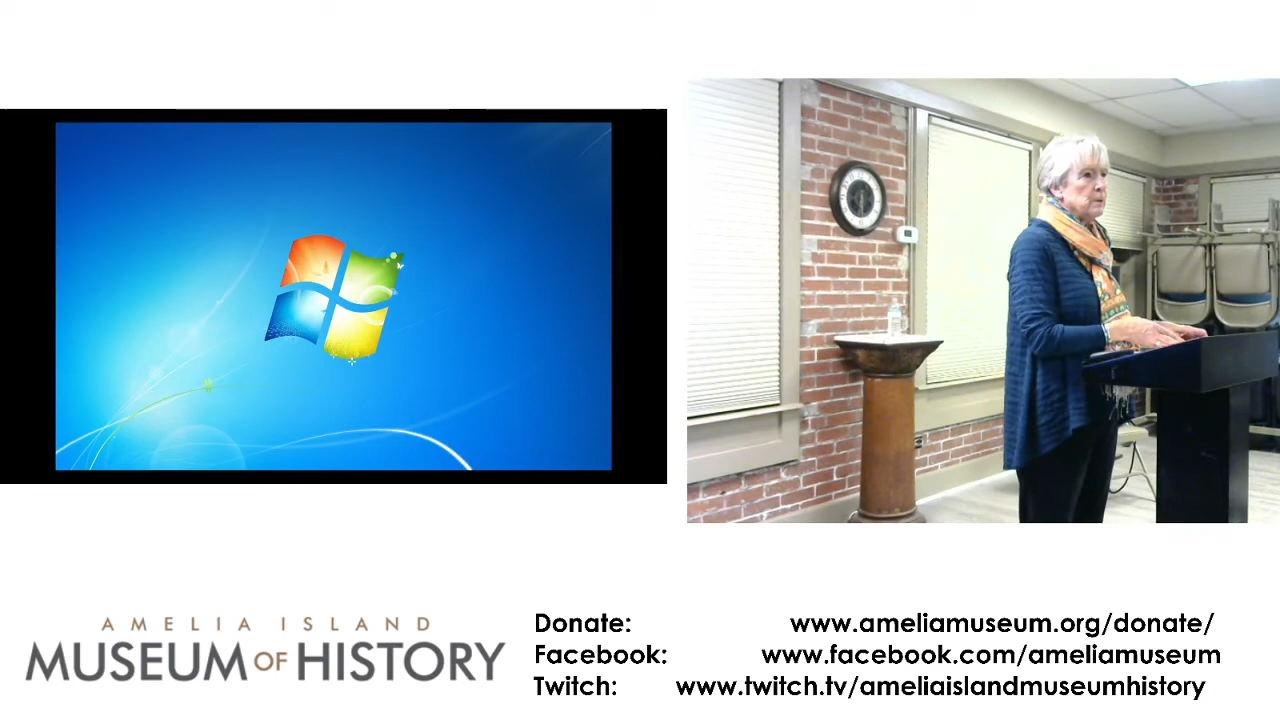 AMELIA ISLAND
MUSEUM OF HISTORY
Donate: www.ameliamuseum.org/donate/
Facebook: www.facebook.com/ameliamuseum
Twitch: www.twitch.tv/ameliaislandmuseumhistory